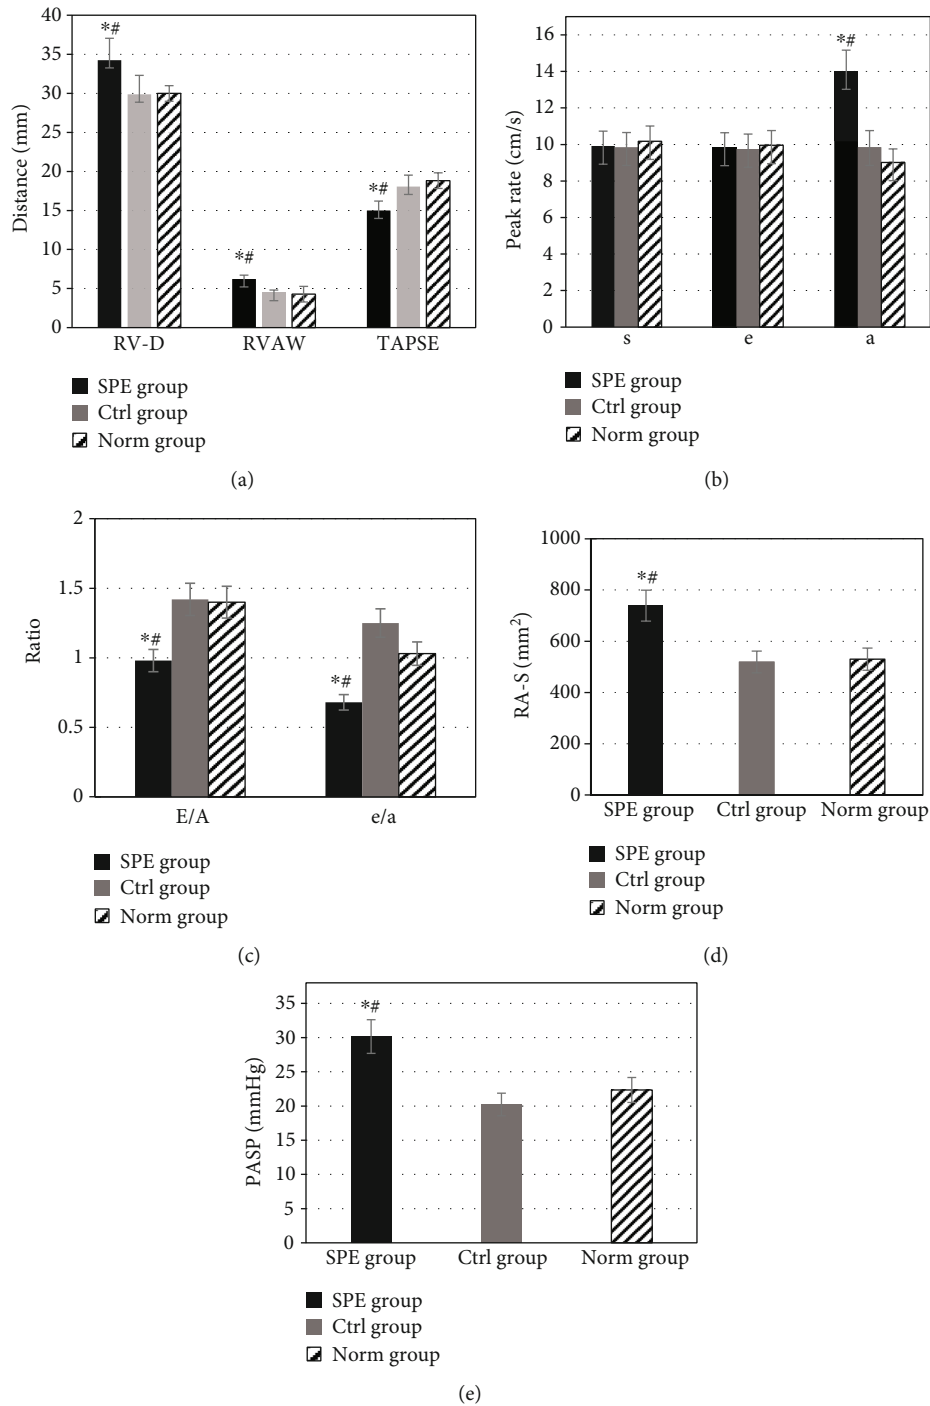 40
35
30
25
20
15
10
5
0
Distance (mm)
*#
*#
*#
RV-D RVAW TAPSE
SPE group
Ctrl group
Norm group
(a)
16
14
12
10
8
6
4
2
0
Peak rate (cm/s)
*#
s e a
SPE group
Ctrl group
Norm group
(b)
2
1.5
1
0.5
0
Ratio
*#
*#
E/A e/a
SPE group
Ctrl group
Norm group
(c)
1000
800
600
400
200
0
RA-S (mm²)
*#
SPE group Ctrl group Norm group
SPE group
Ctrl group
Norm group
(d)
35
30
25
20
15
10
5
0
PASP (mmHg)
*#
SPE group Ctrl group Norm group
SPE group
Ctrl group
Norm group
(e)